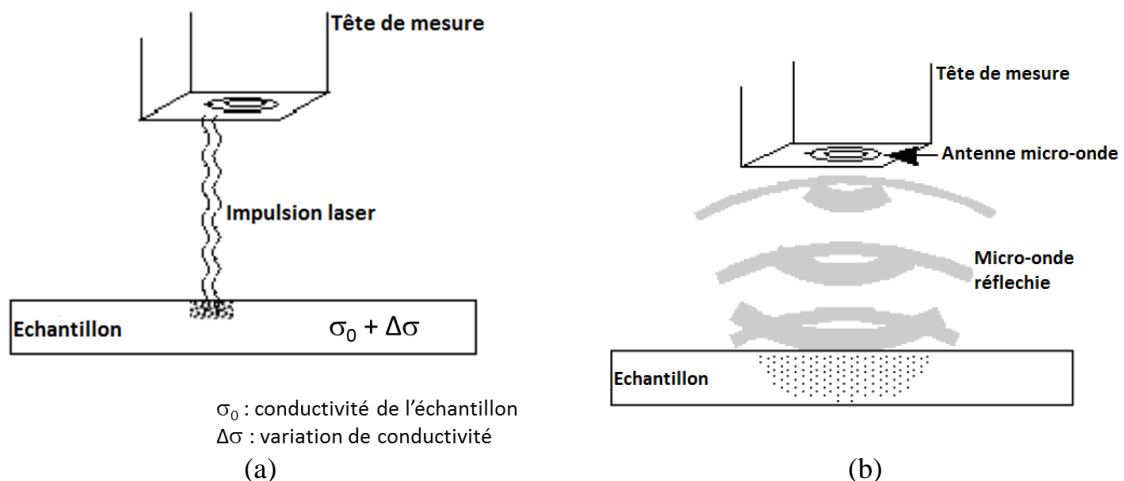 Tête de mesure
Impulsion laser
Echantillon
σ₀ + Δσ
σ₀ : conductivité de l'échantillon
Δσ : variation de conductivité
(a)
Tête de mesure
Antenne micro-onde
Micro-onde
réflechie
Echantillon
(b)